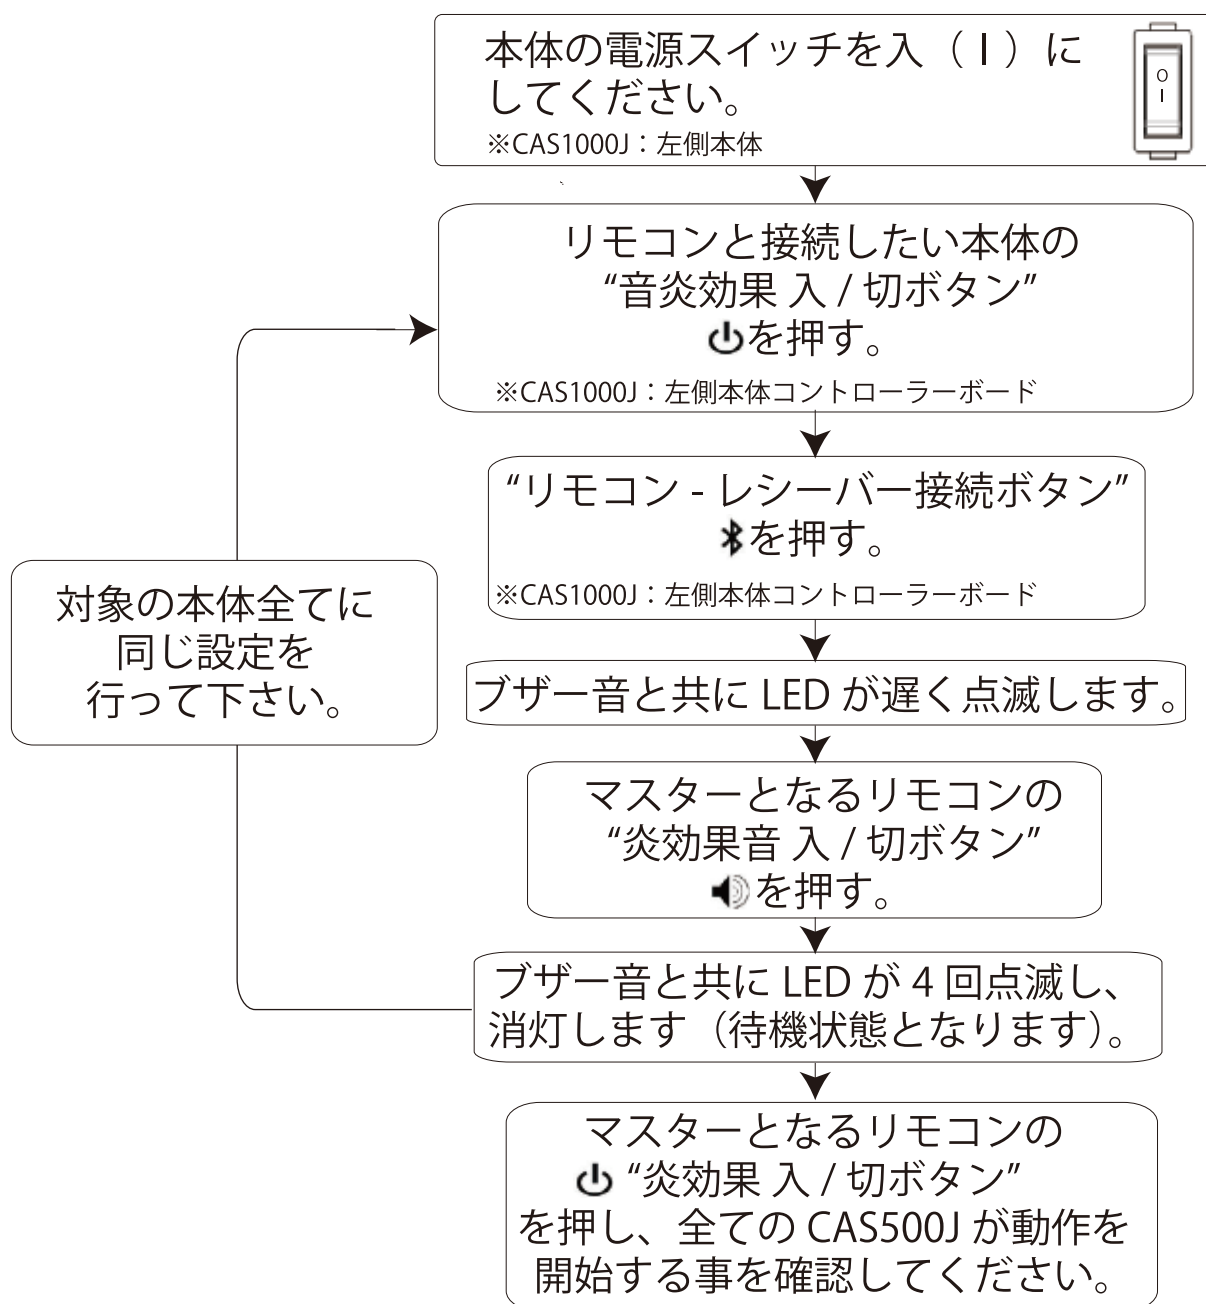 本体の電源スイッチを入（I）に
してください。
※CAS1000J：左側本体
O
I
リモコンと接続したい本体の
“音炎効果 入 / 切ボタン”
を押す。
※CAS1000J：左側本体コントローラーボード
“リモコン - レシーバー接続ボタン”
を押す。
※CAS1000J：左側本体コントローラーボード
ブザー音と共に LED が遅く点滅します。
マスターとなるリモコンの
“炎効果音 入 / 切ボタン”
を押す。
ブザー音と共に LED が 4 回点滅し、
消灯します（待機状態となります）。
対象の本体全てに
同じ設定を
行って下さい。
マスターとなるリモコンの
“炎効果 入 / 切ボタン”
を押し、全ての CAS500J が動作を
開始する事を確認してください。